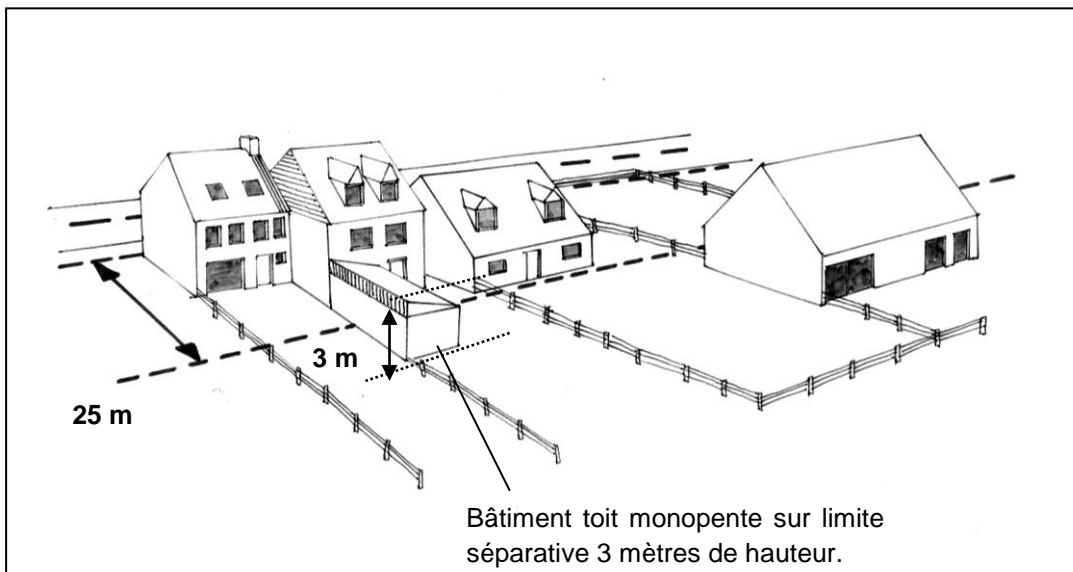 3 m
25 m
Bâtiment toit monopente sur limite
séparative 3 mètres de hauteur.